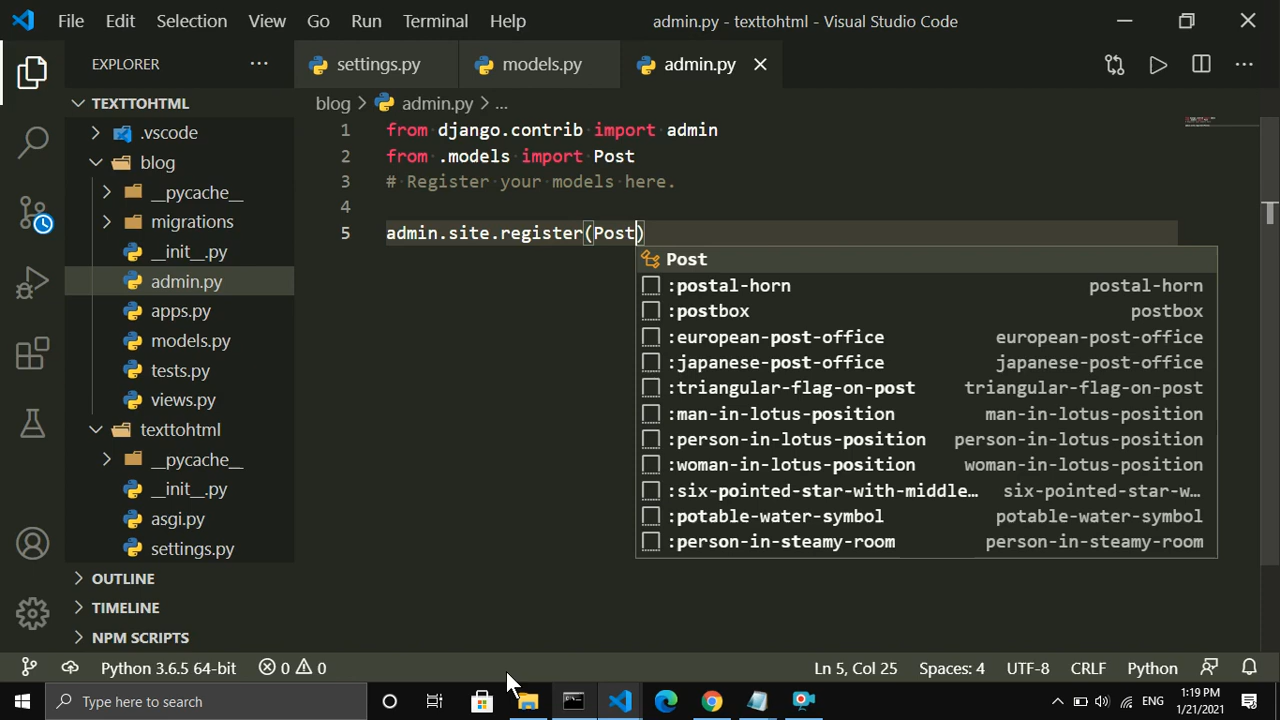 File Edit Selection View Go Run Terminal Help admin.py - texttohtml - Visual Studio Code
EXPLORER ...
settings.py models.py admin.py
TEXTTOHTML
blog > admin.py > ...
.vscode
blog
__pycache__
migrations
__init__.py
admin.py
apps.py
models.py
tests.py
views.py
texttohtml
__pycache__
__init__.py
asgi.py
settings.py
OUTLINE
TIMELINE
NPM SCRIPTS
1 from django.contrib import admin
2 from .models import Post
3 # Register your models here.
4
5 admin.site.register(Post)
Post
:postal-horn postal-horn
:postbox postbox
:european-post-office european-post-office
:japanese-post-office japanese-post-office
:triangular-flag-on-post triangular-flag-on-post
:man-in-lotus-position man-in-lotus-position
:person-in-lotus-position person-in-lotus-position
:woman-in-lotus-position woman-in-lotus-position
:six-pointed-star-with-middle… six-pointed-star-w...
:potable-water-symbol potable-water-symbol
:person-in-steamy-room person-in-steamy-room
Python 3.6.5 64-bit 0 0 Ln 5, Col 25 Spaces: 4 UTF-8 CRLF Python
Type here to search ENG 1:19 PM
1/21/2021